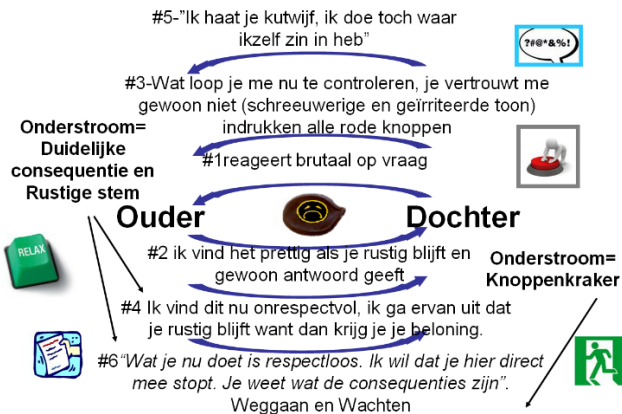 #5-"Ik haat je kutwijf, ik doe toch waar
ikzelf zin in heb"
?#@*&%!
#3-Wat loop je me nu te controleren, je vertrouwt me
gewoon niet (schreeuwerige en geïrriteerde toon)
indrukken alle rode knoppen
Onderstroom=
Duidelijke
consequentie en
Rustige stem
#1reageert brutaal op vraag
Ouder
Dochter
RELAX
#2 ik vind het prettig als je rustig blijft en
gewoon antwoord geeft
Onderstroom=
Knoppenkraker
#4 Ik vind dit nu onrespectvol, ik ga ervan uit dat
je rustig blijft want dan krijg je je beloning.
#6"Wat je nu doet is respectloos. Ik wil dat je hier direct
mee stopt. Je weet wat de consequenties zijn".
Weggaan en Wachten